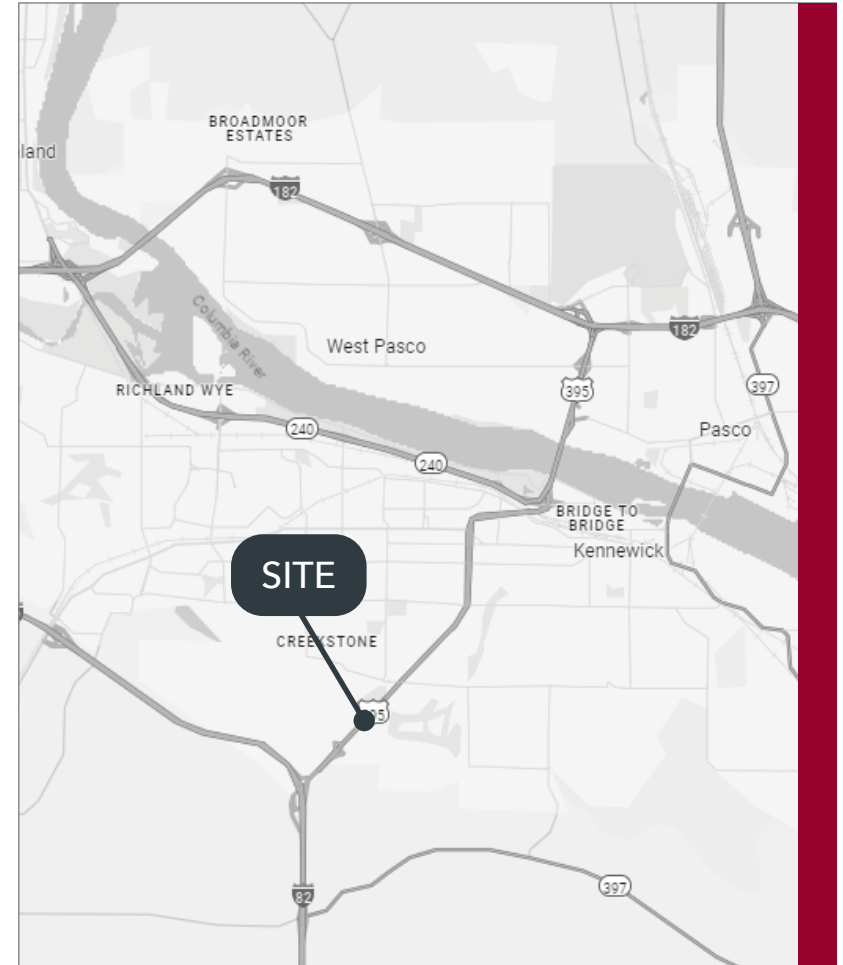 BROADMOOR
ESTATES
land
182
Columbia River
West Pasco
182
RICHLAND WYE
395
397
240
Pasco
240
BRIDGE TO
BRIDGE
Kennewick
SITE
CREEKSTONE
95
82
397